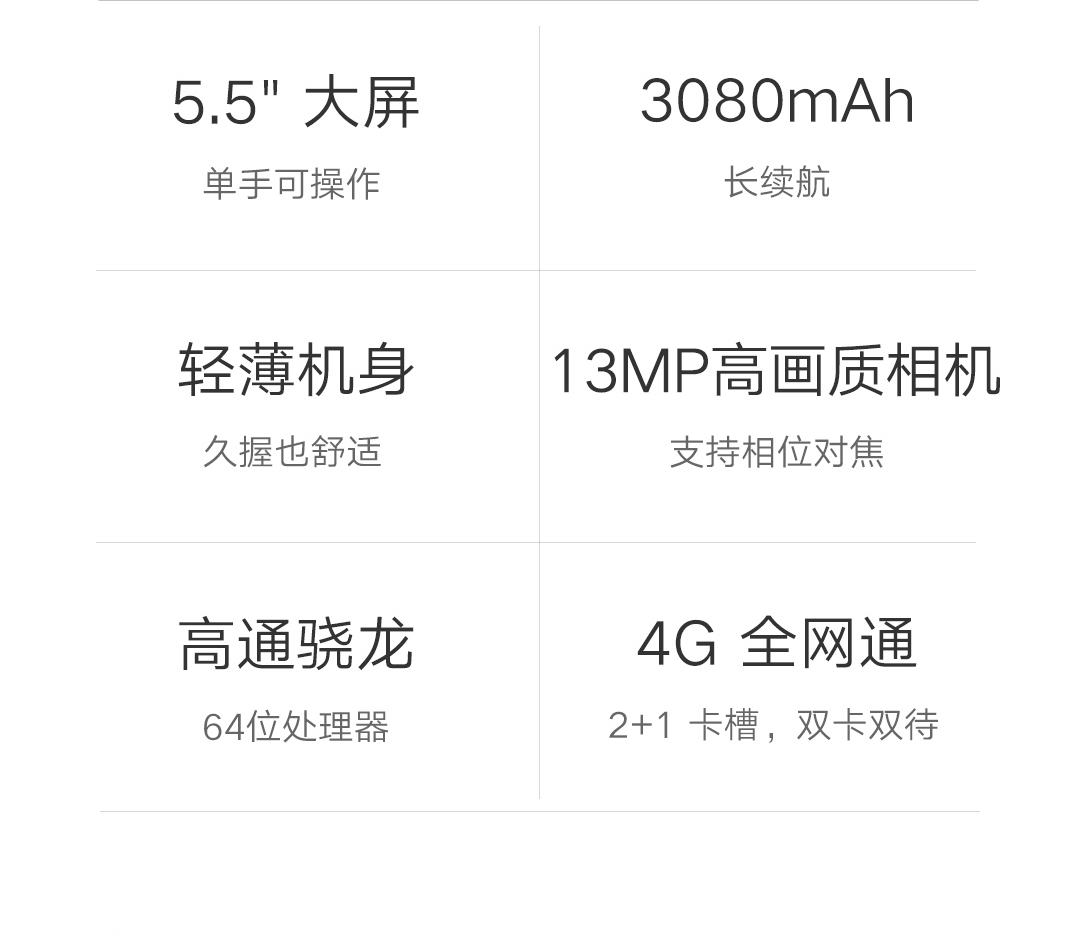 5.5" 大屏
单手可操作
3080mAh
长续航
轻薄机身
久握也舒适
13MP高画质相机
支持相位对焦
高通骁龙
64位处理器
4G 全网通
2+1 卡槽，双卡双待